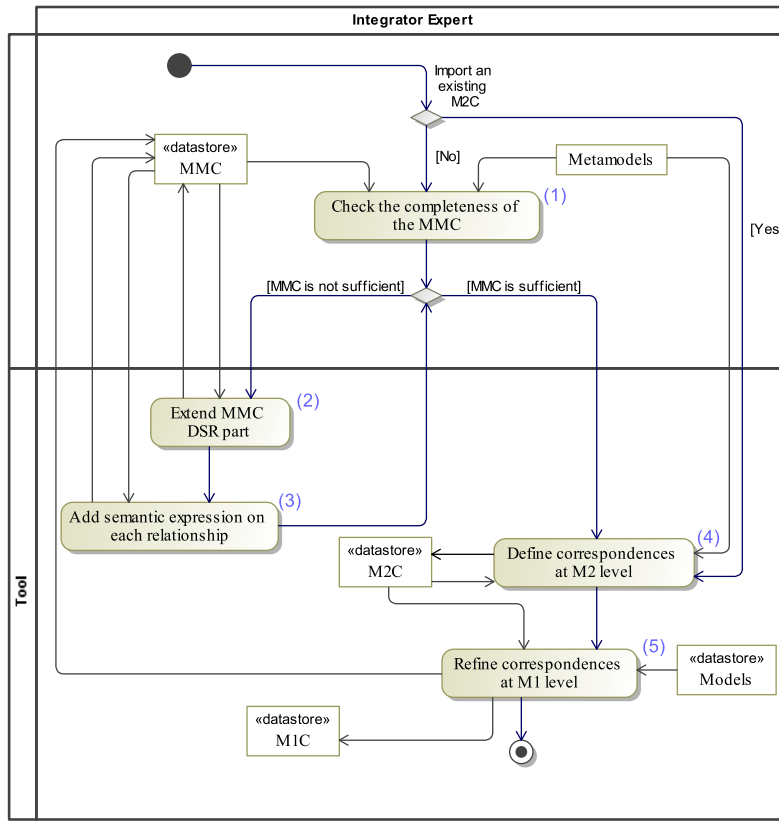 Integrator Expert
Import an
existing
M2C
«datastore»
MMC
[No]
Metamodels
(1)
Check the completeness of
the MMC
[Yes
[MMC is not sufficient]
[MMC is sufficient]
(2)
Extend MMC
DSR part
(3)
Add semantic expression on
each relationship
(4)
«datastore»
M2C
Define correspondences
at M2 level
Tool
(5)
Refine correspondences
at M1 level
«datastore»
Models
«datastore»
M1C